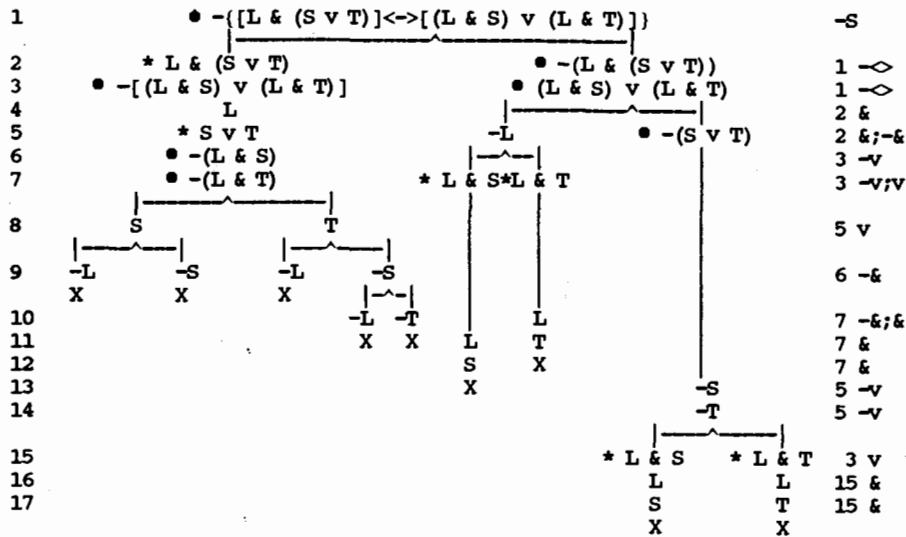 1 * -{[L & (S v T)]<->[(L & S) v (L & T)]} -S
2 * L & (S v T) ● -(L & (S v T)) 1 -<>
3 ● -[(L & S) v (L & T)] ● (L & S) v (L & T) 1 -<>
4 L 2 &
5 * S v T -L ● -(S v T) 2 &;-&
6 ● -(L & S) 3 -v
7 ● -(L & T) * L & S *L & T 3 -v;v
8 S T 5 v
9 -L -S -L -S 6 -&
X X X
10 -L -T L 7 -&;&
11 X X L T 7 &
12 S X 7 &
13 X -S 5 -v
14 -T 5 -v
15 * L & S * L & T 3 v
16 L L 15 &
17 S T 15 &
X X